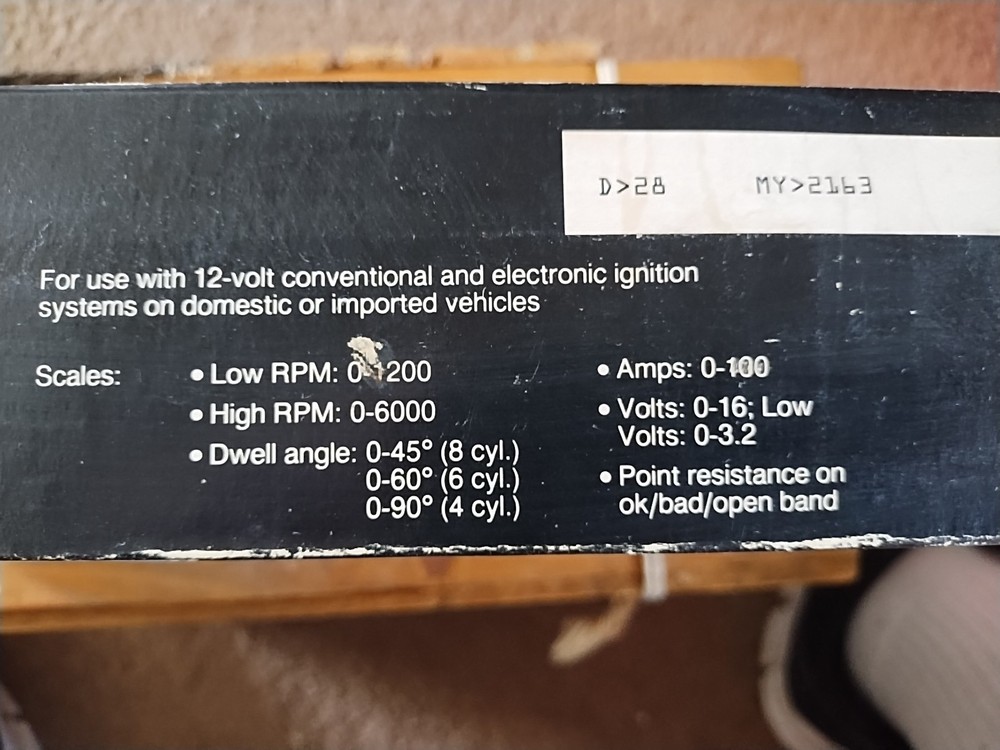 D>28 MY>2163
For use with 12-volt conventional and electronic ignition
systems on domestic or imported vehicles
Scales:
• Low RPM: 0-1200
• High RPM: 0-6000
• Dwell angle: 0-45° (8 cyl.)
0-60° (6 cyl.)
0-90° (4 cyl.)
• Amps: 0-100
• Volts: 0-16; Low
Volts: 0-3.2
• Point resistance on
ok/bad/open band